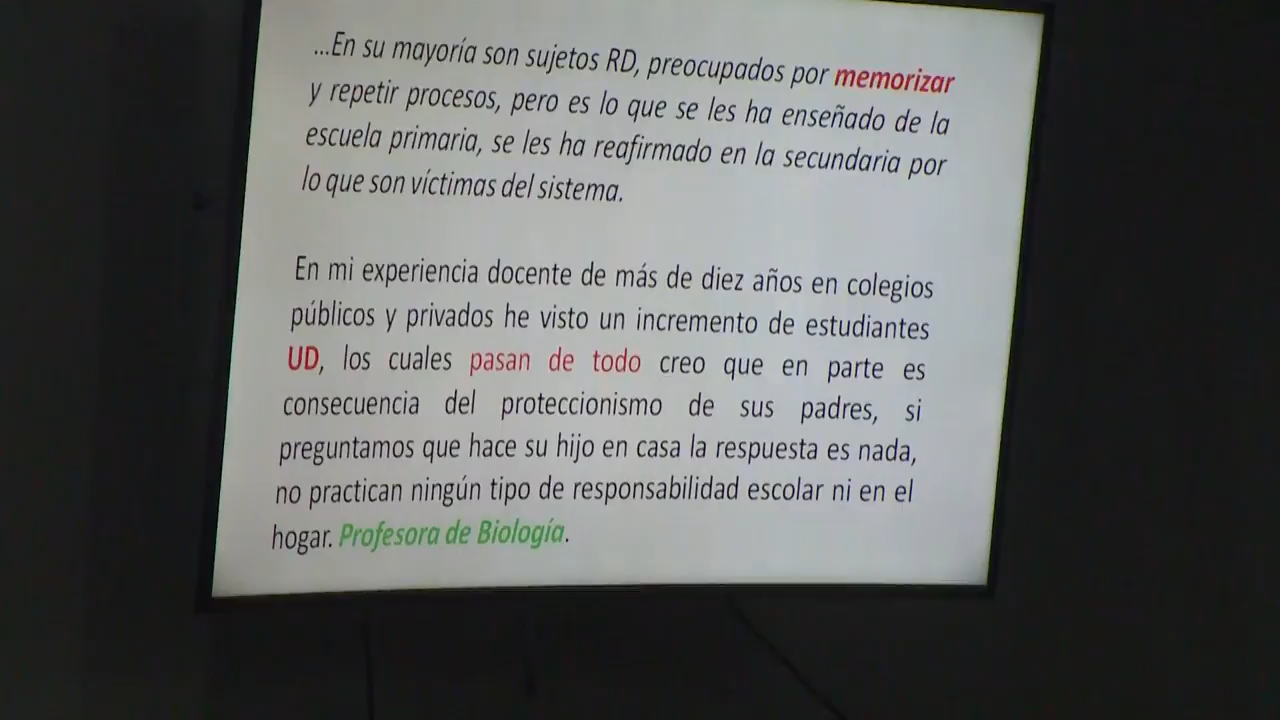 ...En su mayoría son sujetos RD, preocupados por memorizar
y repetir procesos, pero es lo que se les ha enseñado de la
escuela primaria, se les ha reafirmado en la secundaria por
lo que son víctimas del sistema.
En mi experiencia docente de más de diez años en colegios
públicos y privados he visto un incremento de estudiantes
UD, los cuales pasan de todo creo que en parte es
consecuencia del proteccionismo de sus padres, si
preguntamos que hace su hijo en casa la respuesta es nada,
no practican ningún tipo de responsabilidad escolar ni en el
hogar. Profesora de Biología.